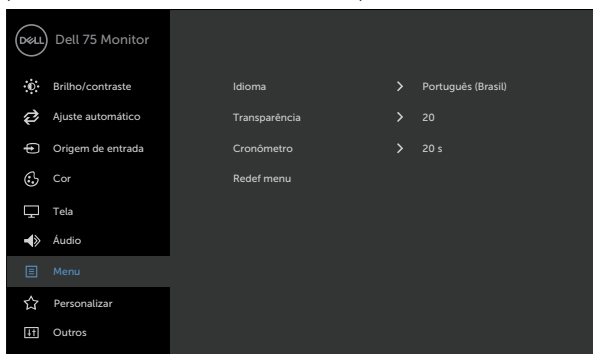 DELL Dell 75 Monitor
Brilho/contraste
Idioma Português (Brasil)
Ajuste automático
Transparência 20
Origem de entrada
Cronômetro 20 s
Cor
Redef menu
Tela
Áudio
Menu
Personalizar
Outros